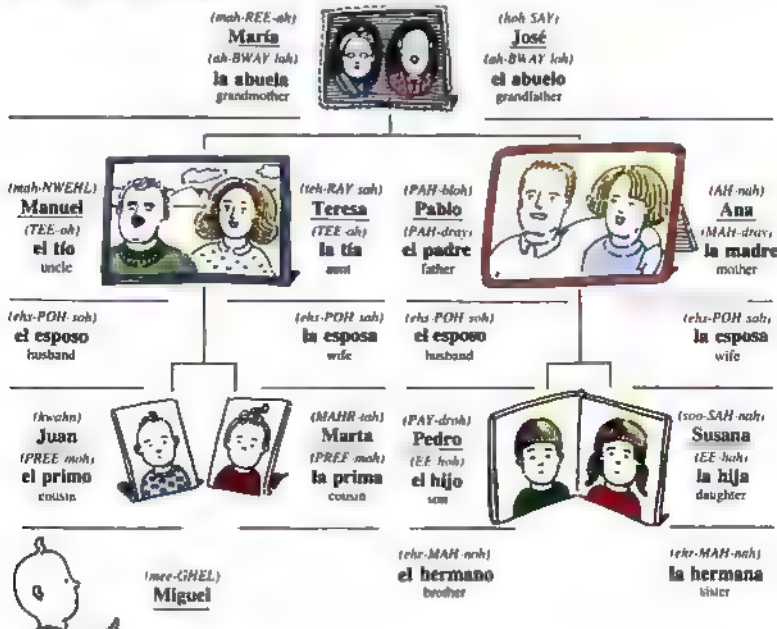 (mah-REE-ah)
María
(ah-BWAY lah)
la abuela
grandmother
(hoh SAY)
José
(ah-BWAY loh)
el abuelo
grandfather
(mah-NWEHL)
Manuel
(TEE-oh)
el tío
uncle
(teh-RAY sah)
Teresa
(TEE-ah)
la tía
aunt
(PAH-bloh)
Pablo
(PAH-dray)
el padre
father
(AH-nah)
Ana
(MAH-dray)
la madre
mother
(ehs-POH soh)
el esposo
husband
(ehs-POH sah)
la esposa
wife
(ehs-POH soh)
el esposo
husband
(ehs-POH sah)
la esposa
wife
(hwahn)
Juan
(PREE-moh)
el primo
cousin
(MAHR-tah)
Marta
(PREE-mah)
la prima
cousin
(PAY-droh)
Pedro
(EE-hoh)
el hijo
son
(soo-SAH-nah)
Susana
(EE-hah)
la hija
daughter
(mee-GHEL)
Miguel
(ehr-MAH-noh)
el hermano
brother
(ehr-MAH-nah)
la hermana
sister